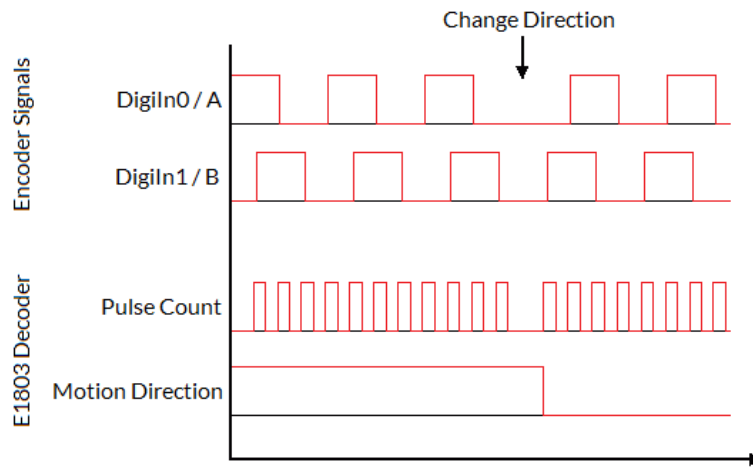 Change Direction
Encoder Signals
DigiIn0 / A
DigiIn1 / B
E1803 Decoder
Pulse Count
Motion Direction